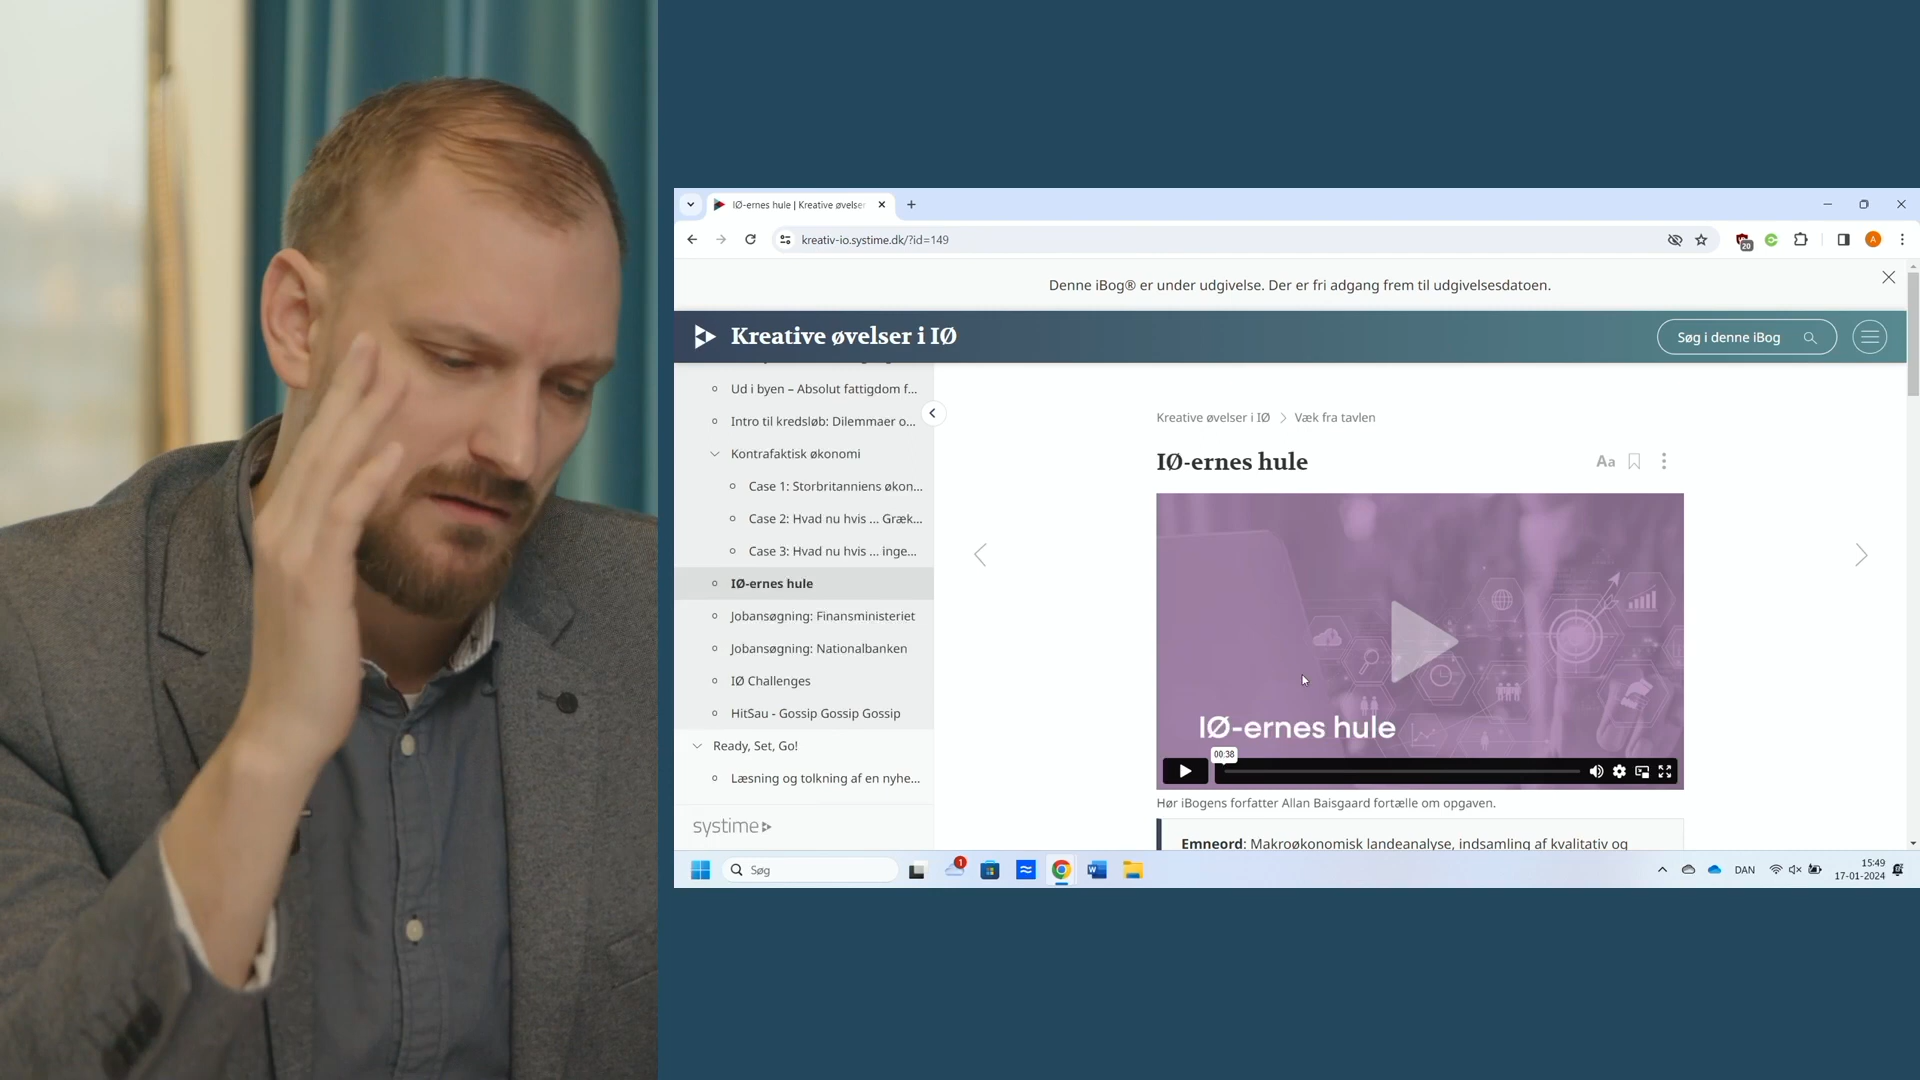 IØ-ernes hule | Kreative øvelser
kreativ-io.systime.dk/?id=149
20
A
Denne iBog® er under udgivelse. Der er fri adgang frem til udgivelsesdatoen.
Kreative øvelser i IØ
Søg i denne iBog
Ud i byen – Absolut fattigdom f...
Intro til kredsløb: Dilemmaer o...
Kontrafaktisk økonomi
Case 1: Storbritanniens økon...
Case 2: Hvad nu hvis ... Græk...
Case 3: Hvad nu hvis ... inge...
IØ-ernes hule
Jobansøgning: Finansministeriet
Jobansøgning: Nationalbanken
IØ Challenges
HitSau - Gossip Gossip Gossip
Ready, Set, Go!
Læsning og tolkning af en nyhe...
systime
Kreative øvelser i IØ > Væk fra tavlen
IØ-ernes hule
Aa
IØ-ernes hule
00:38
Hør iBogens forfatter Allan Baisgaard fortælle om opgaven.
Emneord: Makroøkonomisk landeanalyse, indsamling af kvalitativ og
Søg
1
DAN
15:49
17-01-2024